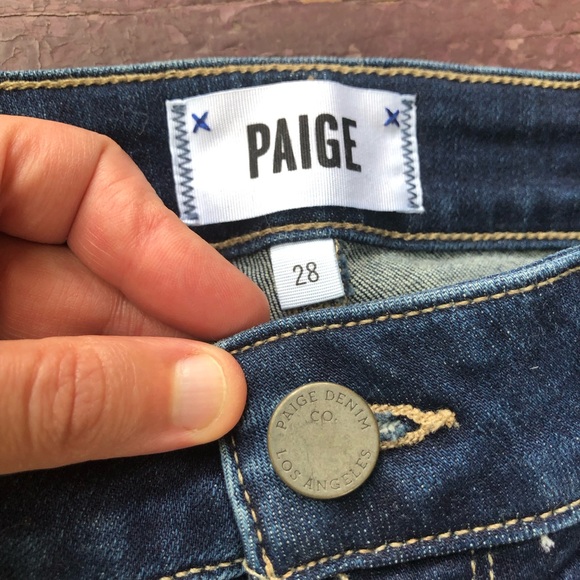 PAIGE
28
PAIGE DENIM
CO.
LOS ANGELES